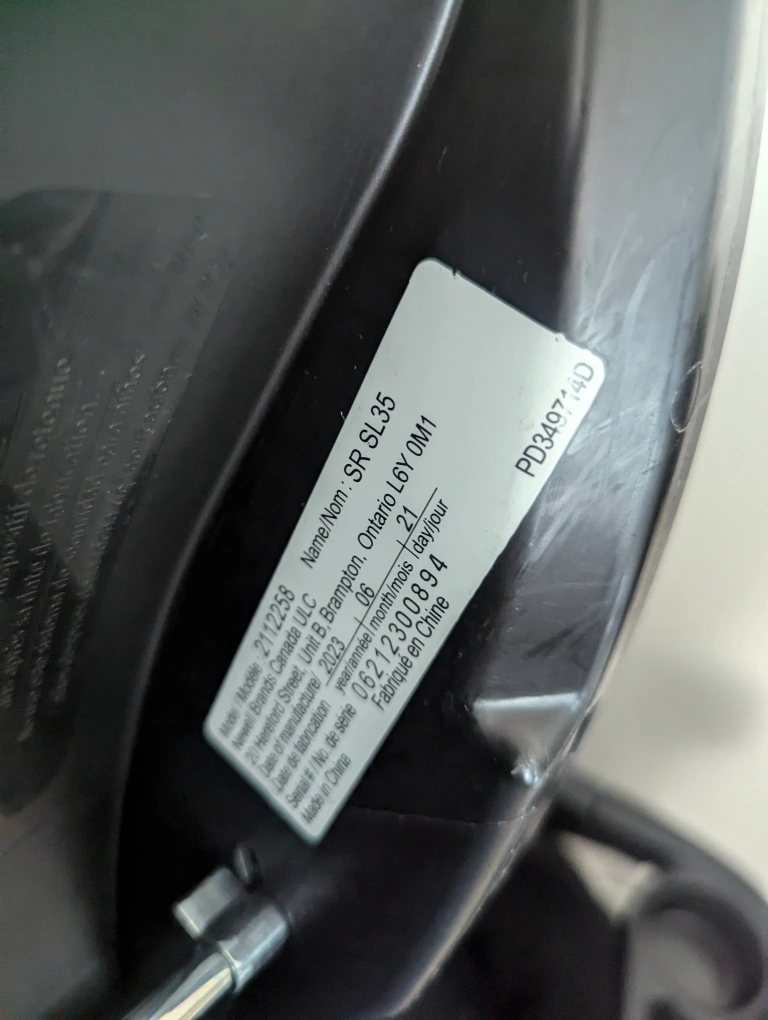 Model / Modèle 2112258 Name/Nom : SR SL35
Newell Brands Canada ULC
20 Hereford Street, Unit B, Brampton, Ontario L6Y 0M1
Date of manufacture/ 2023 / 06 / 21
Date de fabrication year/année month/mois day/jour
Serial # / No. de série 06212300894
Made in China Fabriqué en Chine
PD349714D